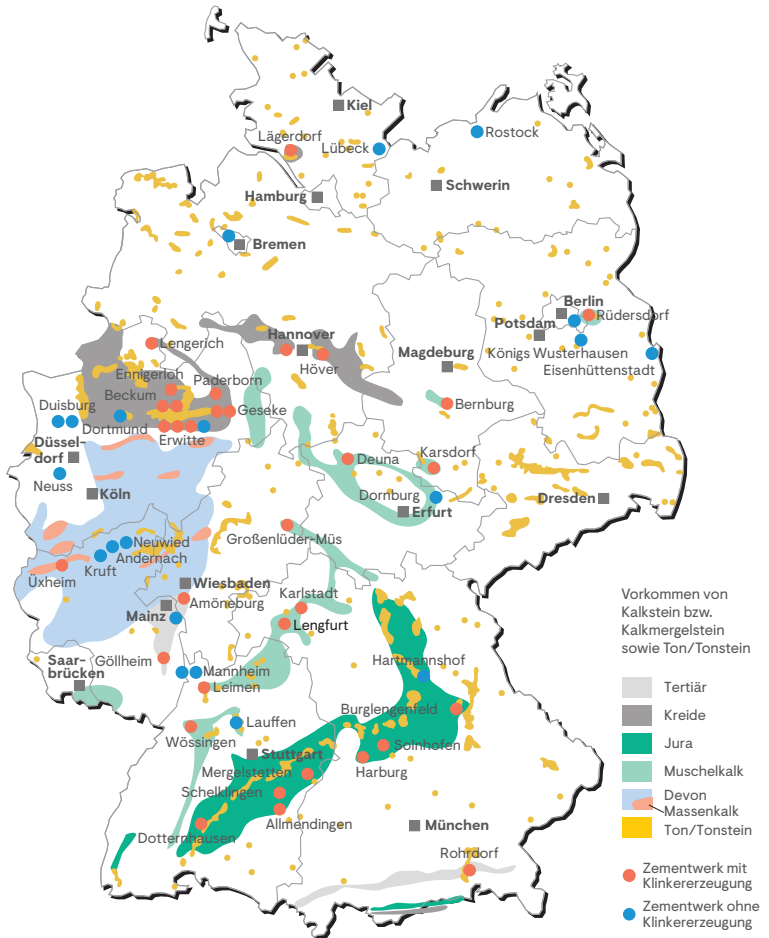 Kiel
Lägerdorf
Lübeck
Rostock
Schwerin
Hamburg
Bremen
Berlin
Rüdersdorf
Potsdam
Königs Wusterhausen
Eisenhüttenstadt
Lengerich
Hannover
Höver
Magdeburg
Ennigerloh
Paderborn
Beckum
Geseke
Bernburg
Duisburg
Dortmund
Erwitte
Düssel-
dorf
Neuss
Köln
Deuna
Karsdorf
Dornburg
Erfurt
Dresden
Großenlüder-Müs
Neuwied
Andernach
Kruft
Üxheim
Wiesbaden
Amöneburg
Mainz
Karlstadt
Lengfurt
Saar-
brücken
Göllheim
Mannheim
Leimen
Hartmannshof
Burglengenfeld
Lauffen
Wössingen
Stuttgart
Solnhofen
Harburg
Mergelstetten
Schelklingen
Allmendingen
Dotternhausen
München
Rohrdorf
Vorkommen von
Kalkstein bzw.
Kalkmergelstein
sowie Ton/Tonstein
Tertiär
Kreide
Jura
Muschelkalk
Devon
Massenkalk
Ton/Tonstein
Zementwerk mit
Klinkererzeugung
Zementwerk ohne
Klinkererzeugung